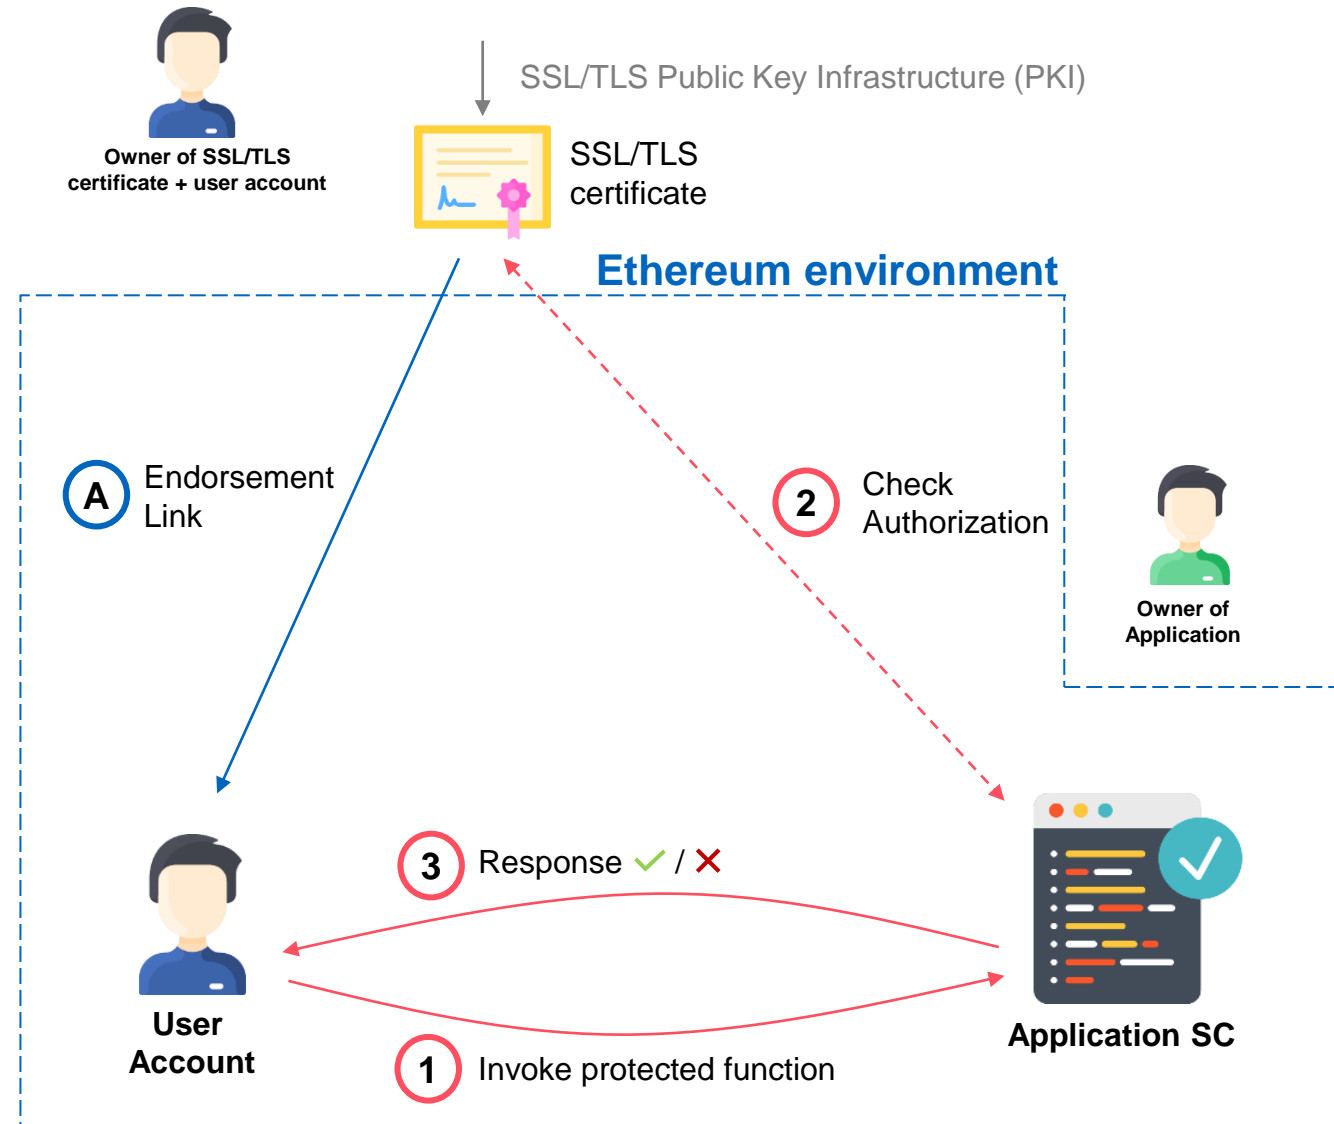 SSL/TLS Public Key Infrastructure (PKI)
Owner of SSL/TLS
certificate + user account
SSL/TLS
certificate
Ethereum environment
A
Endorsement
Link
2
Check
Authorization
Owner of
Application
3
Response ✓ / ✕
User
Account
Application SC
1
Invoke protected function